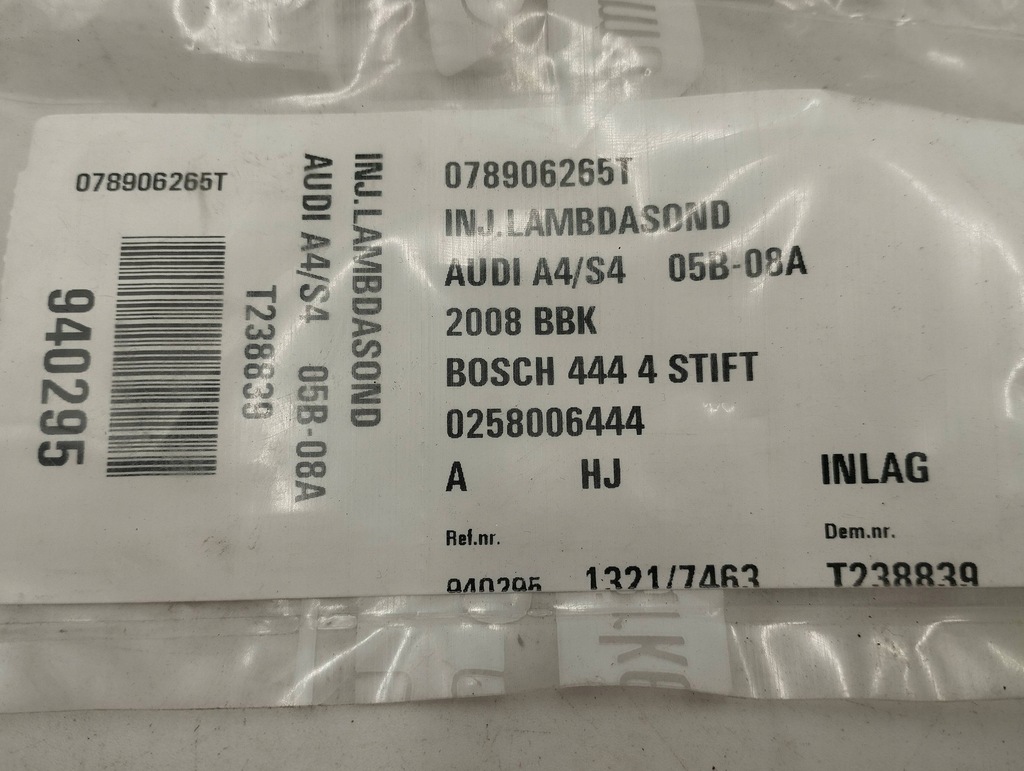 078906265T
940295
T238839
AUDI A4/S4 05B-08A
INJ.LAMBDASOND
078906265T
INJ.LAMBDASOND
AUDI A4/S4 05B-08A
2008 BBK
BOSCH 444 4 STIFT
0258006444
A HJ INLAG
Ref.nr. Dem.nr.
940295 1321/7463 T238839